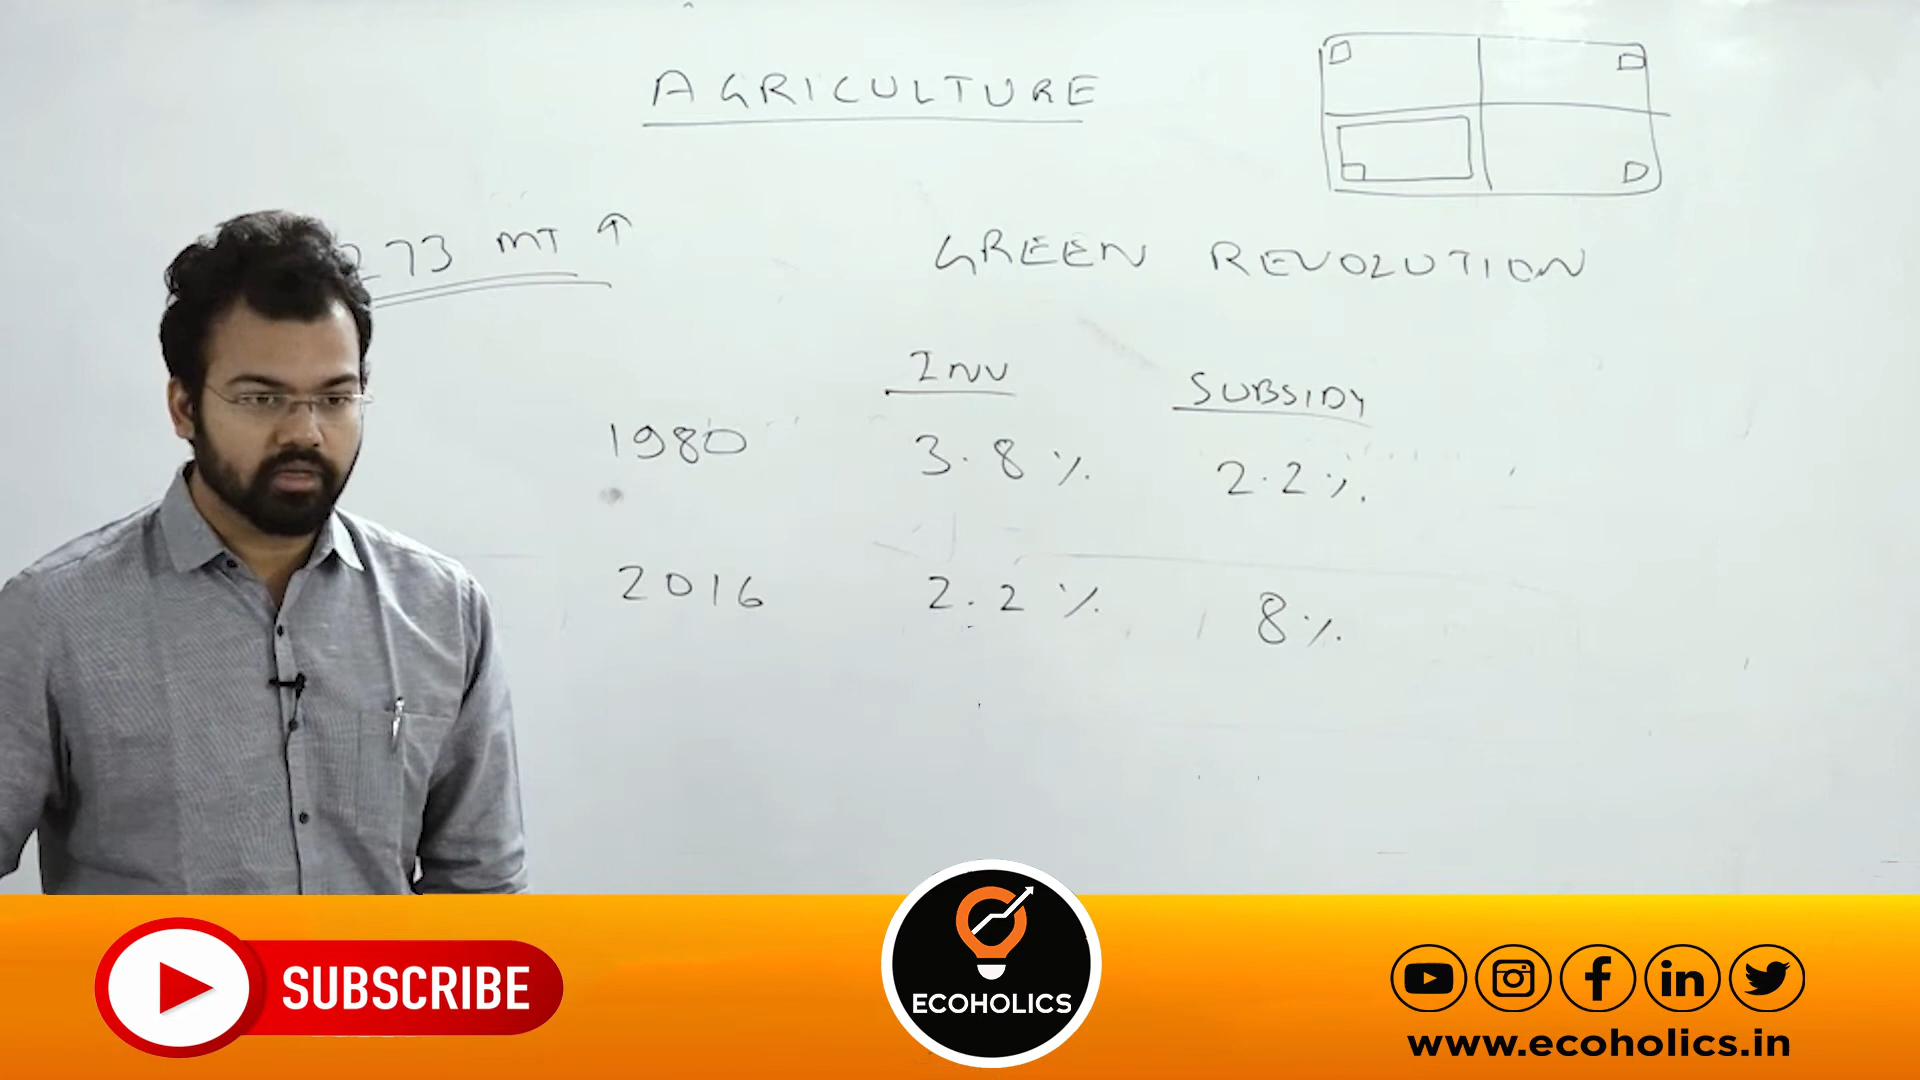 AGRICULTURE
273 MT ↑
GREEN REVOLUTION
INV SUBSIDY
1980 3.8 % 2.2 %
2016 2.2 % 8 %
SUBSCRIBE
ECOHOLICS
www.ecoholics.in